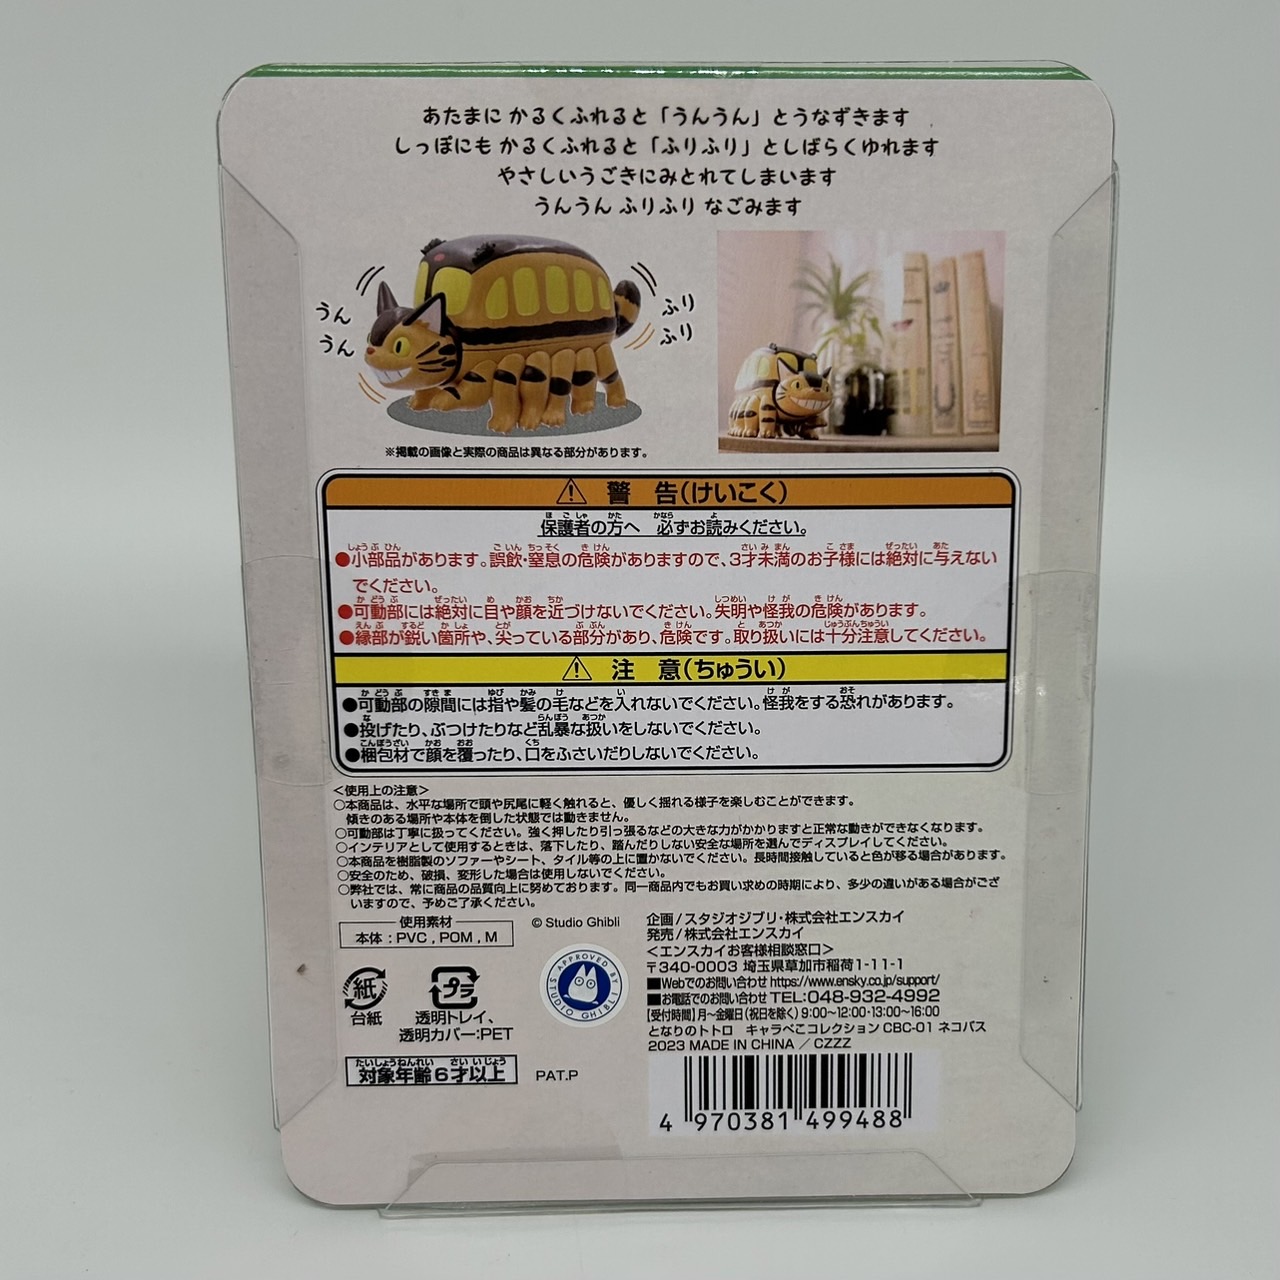 あたまに かるくふれると「うんうん」とうなずきます
しっぽにも かるくふれると「ふりふり」としばらくゆれます
やさしいうごきにみとれてしまいます
うんうん ふりふり なごみます
うん
うん
ふり
ふり
※掲載の画像と実際の商品は異なる部分があります。
⚠ 警 告(けいこく)
保護者の方へ 必ずお読みください。
●小部品があります。誤飲・窒息の危険がありますので、3才未満のお子様には絶対に与えない
でください。
●可動部には絶対に目や顔を近づけないでください。失明や怪我の危険があります。
●縁部が鋭い箇所や、尖っている部分があり、危険です。取り扱いには十分注意してください。
⚠ 注 意(ちゅうい)
●可動部の隙間には指や髪の毛などを入れないでください。怪我をする恐れがあります。
●投げたり、ぶつけたりなど乱暴な扱いをしないでください。
●梱包材で顔を覆ったり、口をふさいだりしないでください。
<使用上の注意>
○本商品は、水平な場所で頭や尻尾に軽く触れると、優しく揺れる様子を楽しむことができます。
傾きのある場所や本体を倒した状態では動きません。
○可動部は丁寧に扱ってください。強く押したり引っ張るなどの大きな力がかかりますと正常な動きができなくなります。
○インテリアとして使用するときは、落下したり、踏んだりしない安全な場所を選んでディスプレイしてください。
○本商品を樹脂製のソファーやシート、タイル等の上に置かないでください。長時間接触していると色が移る場合があります。
○安全のため、破損、変形した場合は使用しないでください。
○弊社では、常に商品の品質向上に努めております。同一商品内でもお買い求めの時期により、多少の違いがある場合がござ
いますので、予めご了承ください。
使用素材
本体：PVC , POM , M
© Studio Ghibli
紙
台紙
プラ
透明トレイ、
透明カバー:PET
APPROVED BY STUDIO GHIBLI
対象年齢6才以上
PAT.P
企画/スタジオジブリ・株式会社エンスカイ
発売/株式会社エンスカイ
<エンスカイお客様相談窓口>
〒340-0003 埼玉県草加市稲荷1-11-1
■Webでのお問い合わせ https://www.ensky.co.jp/support/
■お電話でのお問い合わせ TEL:048-932-4992
【受付時間】月～金曜日(祝日を除く) 9:00～12:00・13:00～16:00
となりのトトロ キャラぺこコレクション CBC-01 ネコバス
2023 MADE IN CHINA / CZZZ
4 970381 499488